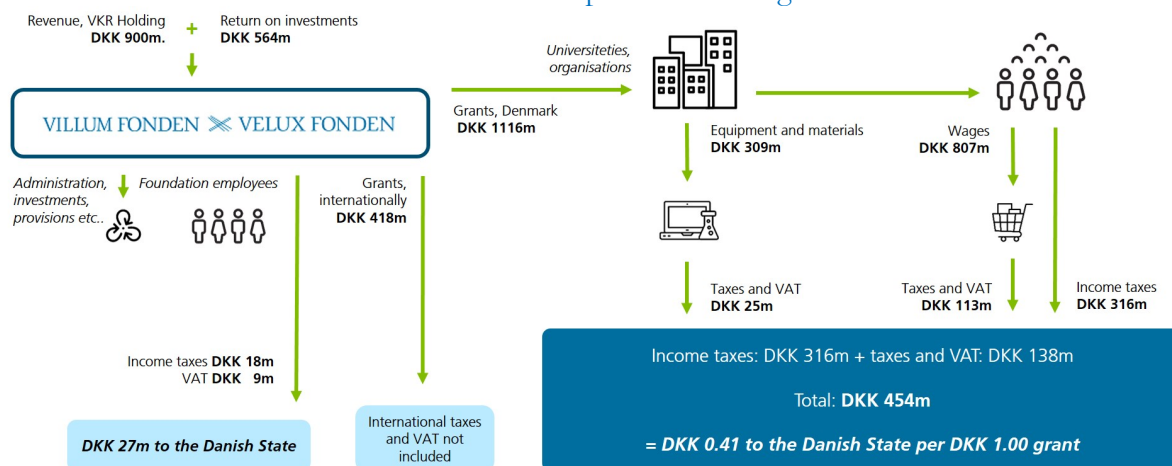 Revenue, VKR Holding
DKK 900m.
+
Return on investments
DKK 564m
VILLUM FONDEN VELUX FONDEN
Universiteties,
organisations
Grants, Denmark
DKK 1116m
Equipment and materials
DKK 309m
Wages
DKK 807m
Administration,
investments,
provisions etc..
Foundation employees
Grants,
internationally
DKK 418m
Taxes and VAT
DKK 25m
Taxes and VAT
DKK 113m
Income taxes
DKK 316m
Income taxes DKK 18m
VAT DKK 9m
DKK 27m to the Danish State
International taxes
and VAT not
included
Income taxes: DKK 316m + taxes and VAT: DKK 138m
Total: DKK 454m
= DKK 0.41 to the Danish State per DKK 1.00 grant